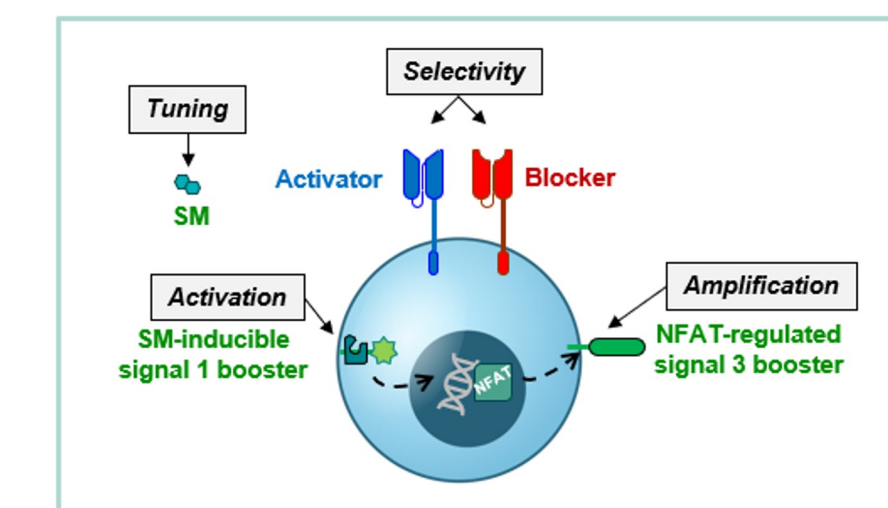 Selectivity
Tuning
Activator
Blocker
SM
Activation
Amplification
SM-inducible
signal 1 booster
NFAT
NFAT-regulated
signal 3 booster